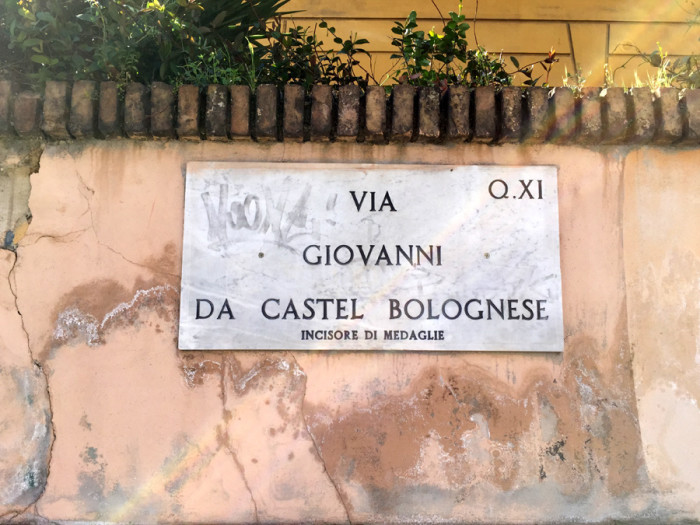 Q.XI
VIA
GIOVANNI
DA CASTEL BOLOGNESE
INCISORE DI MEDAGLIE